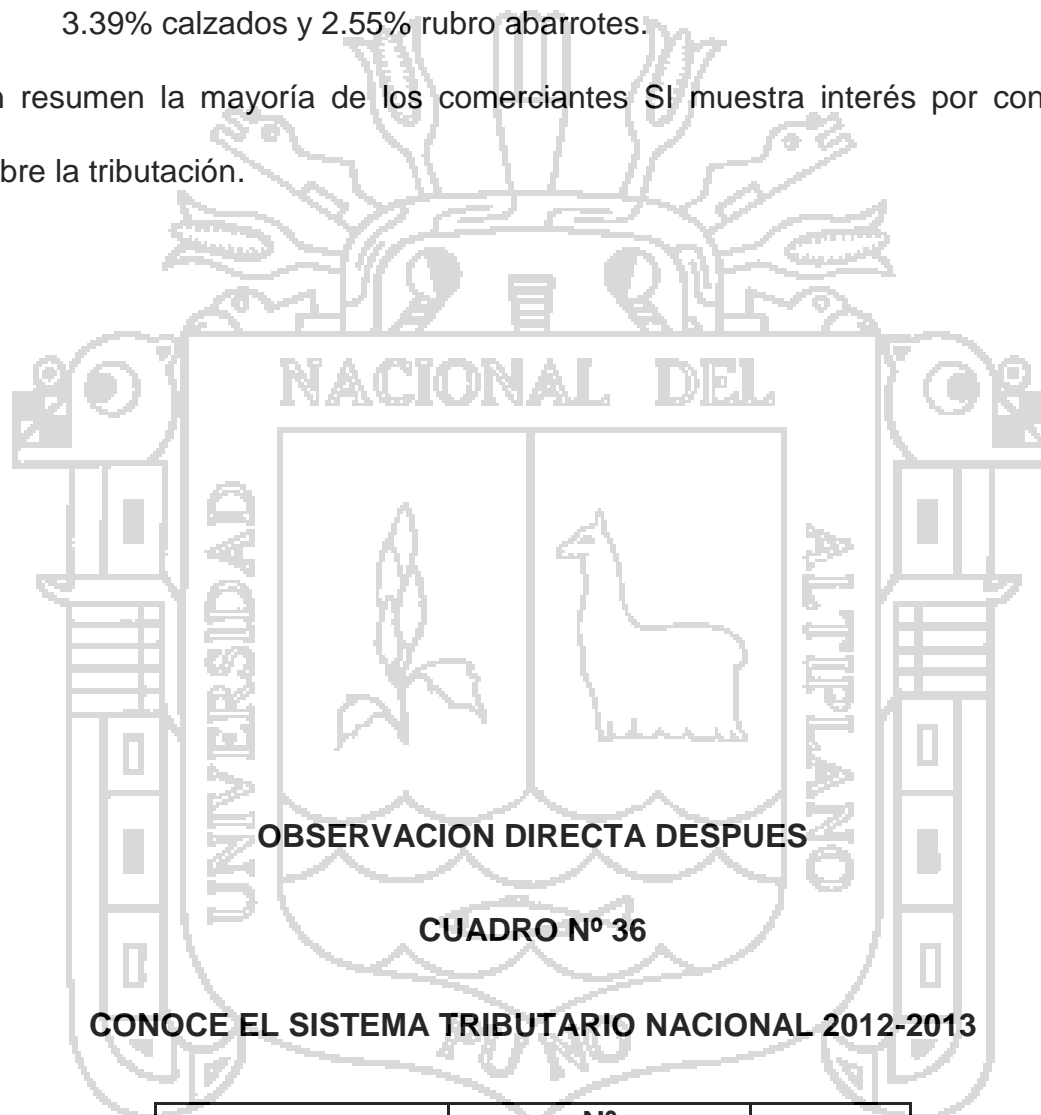 3.39% calzados y 2.55% rubro abarrotes.
resumen la mayoría de los comerciantes SI muestra interés por con
bre la tributación.
NACIONAL DEL
UNIVERSIDAD
ALTIPLANO
OBSERVACION DIRECTA DESPUES
CUADRO Nº 36
CONOCE EL SISTEMA TRIBUTARIO NACIONAL 2012-2013
PUNO
Nº